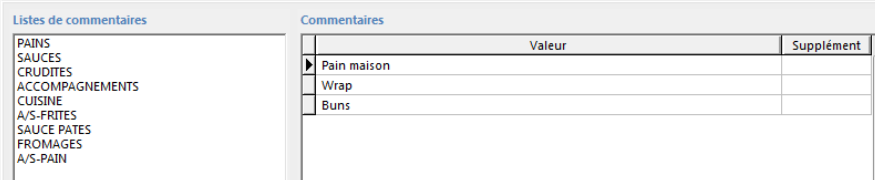 Listes de commentaires
PAINS
SAUCES
CRUDITES
ACCOMPAGNEMENTS
CUISINE
A/S-FRITES
SAUCE PATES
FROMAGES
A/S-PAIN
Commentaires
Valeur Supplément
Pain maison
Wrap
Buns